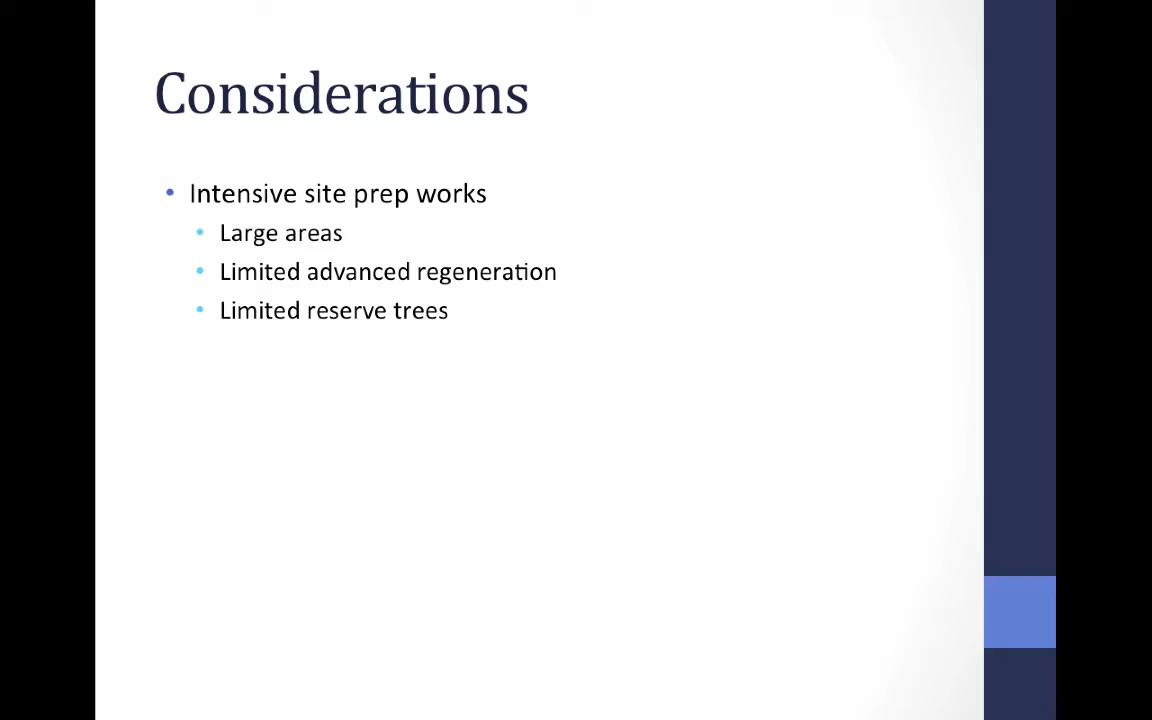 Considerations
• Intensive site prep works
• Large areas
• Limited advanced regeneration
• Limited reserve trees